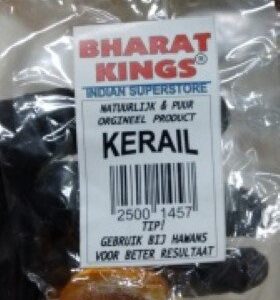 BHARAT
KINGS®
INDIAN SUPERSTORE
NATUURLIJK & PUUR
ORGINEEL PRODUCT
KERAIL
2500 1457
TIP!
GEBRUIK BIJ HAWANS
VOOR BETER RESULTAAT